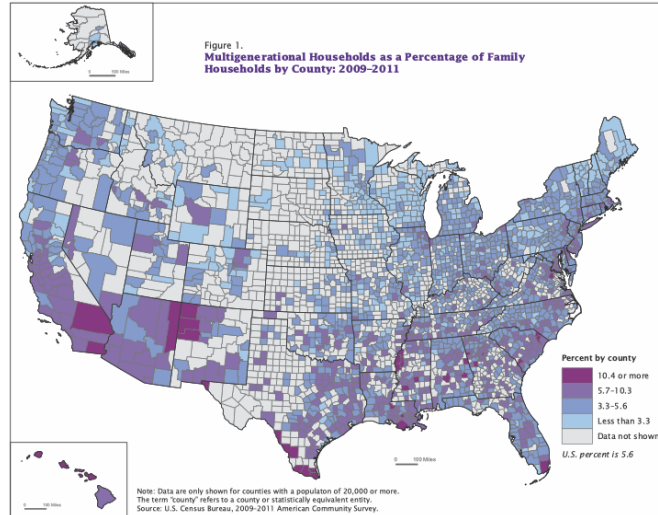 Figure 1.
Multigenerational Households as a Percentage of Family
Households by County: 2009–2011
100 Miles
Percent by county
10.4 or more
5.7–10.3
3.3–5.6
Less than 3.3
Data not shown
U.S. percent is 5.6
100 Miles
100 Miles
Note: Data are only shown for counties with a populaton of 20,000 or more.
The term "county" refers to a county or statistically equivalent entity.
Source: U.S. Census Bureau, 2009–2011 American Community Survey.